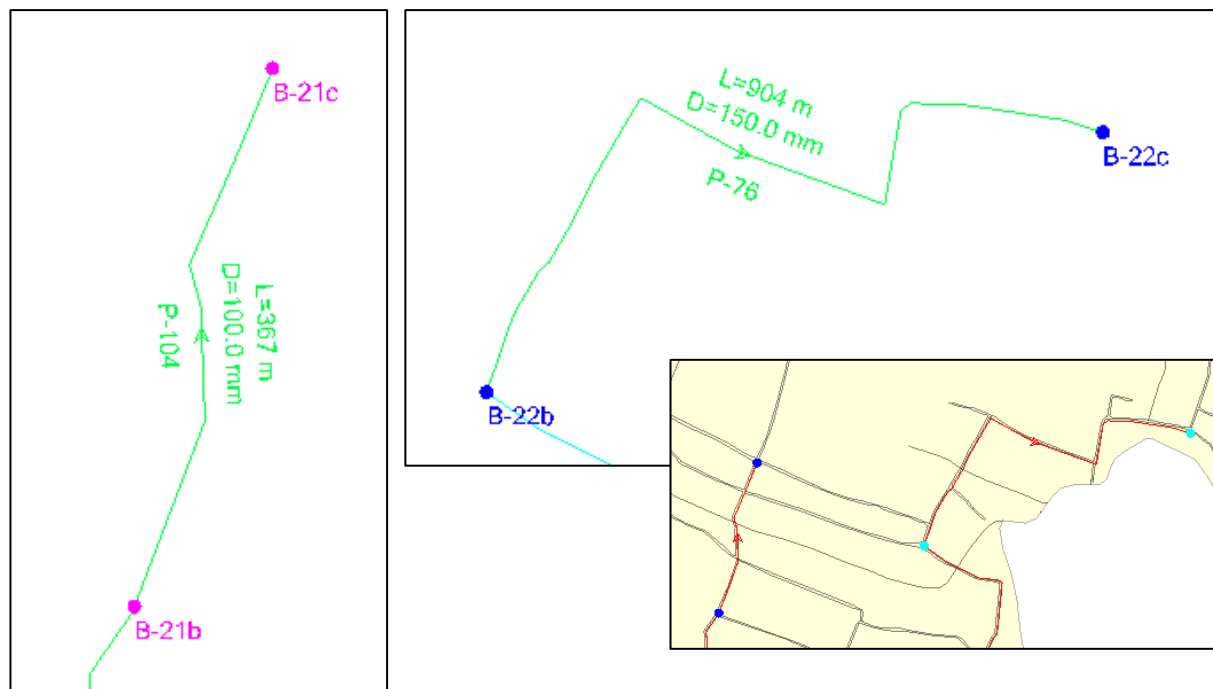 B-21c
L=367 m
D=100.0 mm
P-104
B-21b
L=904 m
D=150.0 mm
P-76
B-22c
B-22b